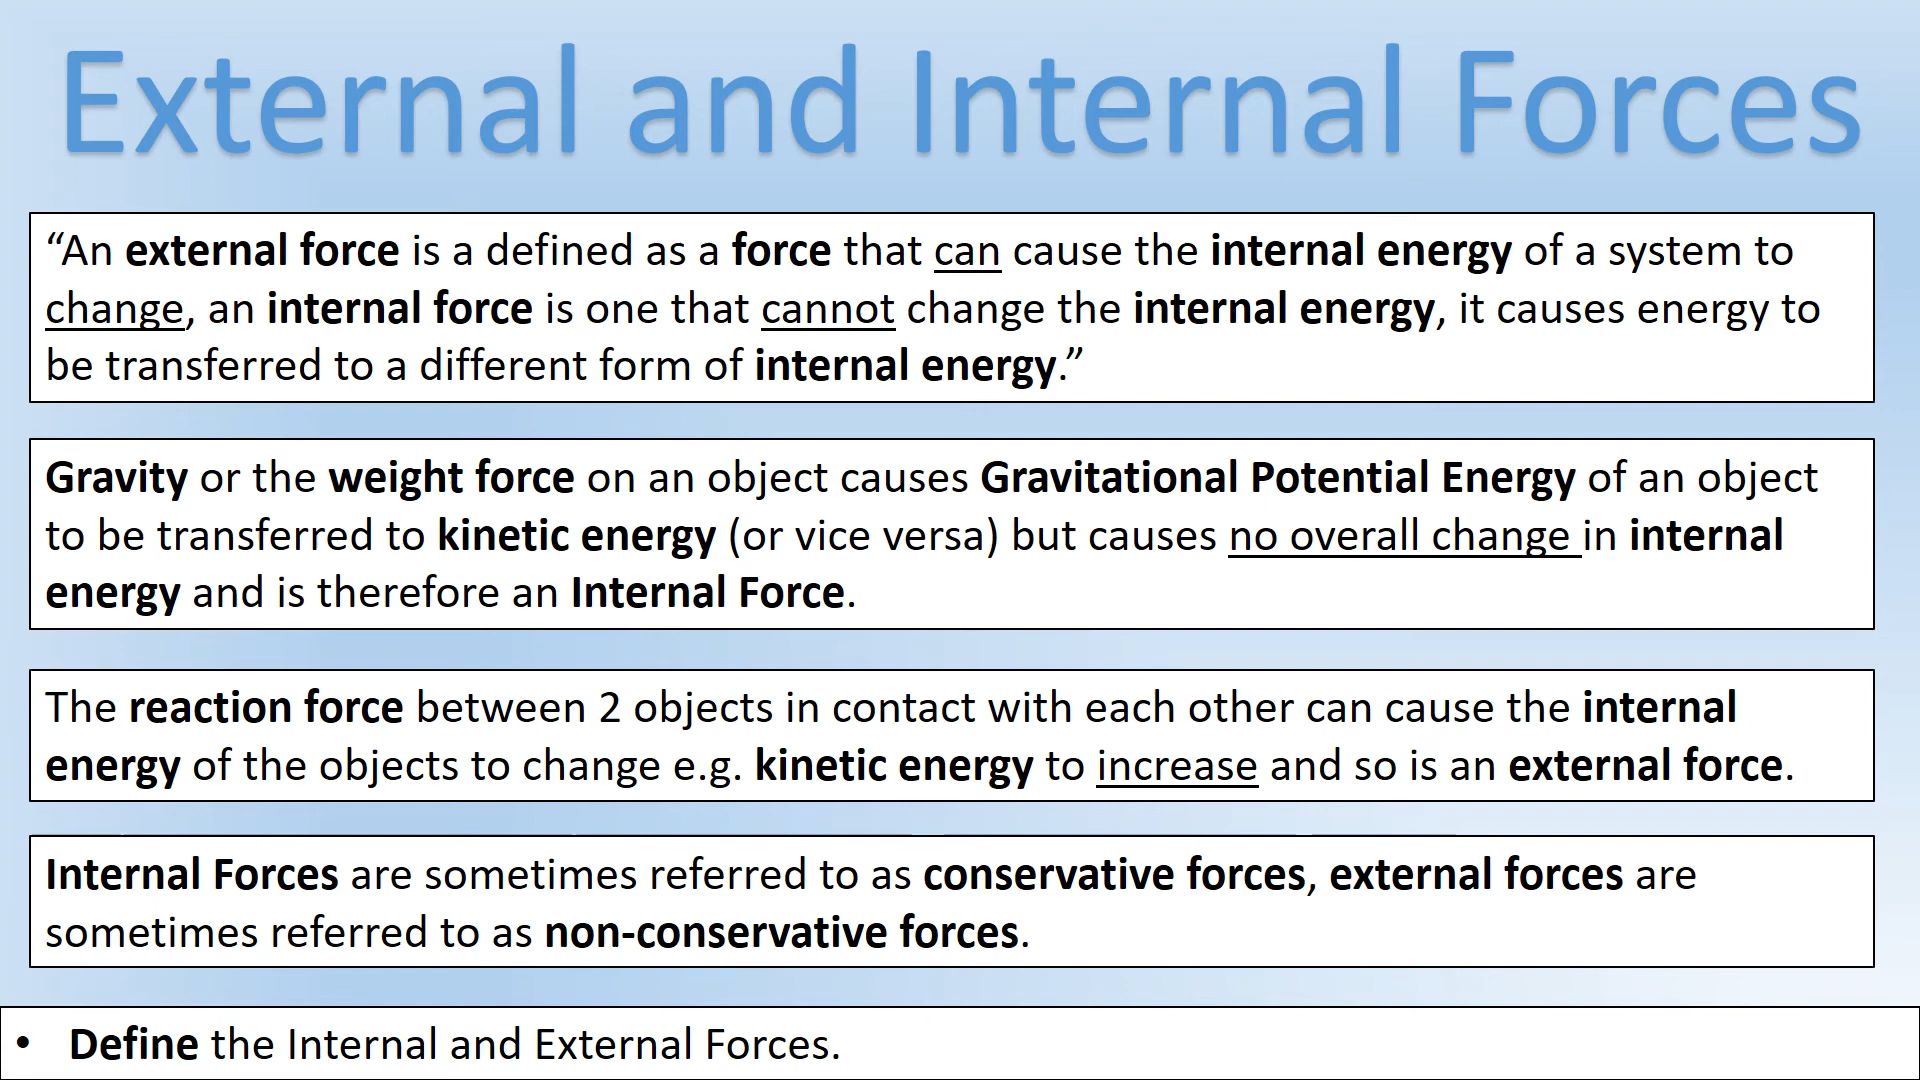 External and Internal Forces
“An external force is a defined as a force that can cause the internal energy of a system to
change, an internal force is one that cannot change the internal energy, it causes energy to
be transferred to a different form of internal energy.”
Gravity or the weight force on an object causes Gravitational Potential Energy of an object
to be transferred to kinetic energy (or vice versa) but causes no overall change in internal
energy and is therefore an Internal Force.
The reaction force between 2 objects in contact with each other can cause the internal
energy of the objects to change e.g. kinetic energy to increase and so is an external force.
Internal Forces are sometimes referred to as conservative forces, external forces are
sometimes referred to as non-conservative forces.
• Define the Internal and External Forces.